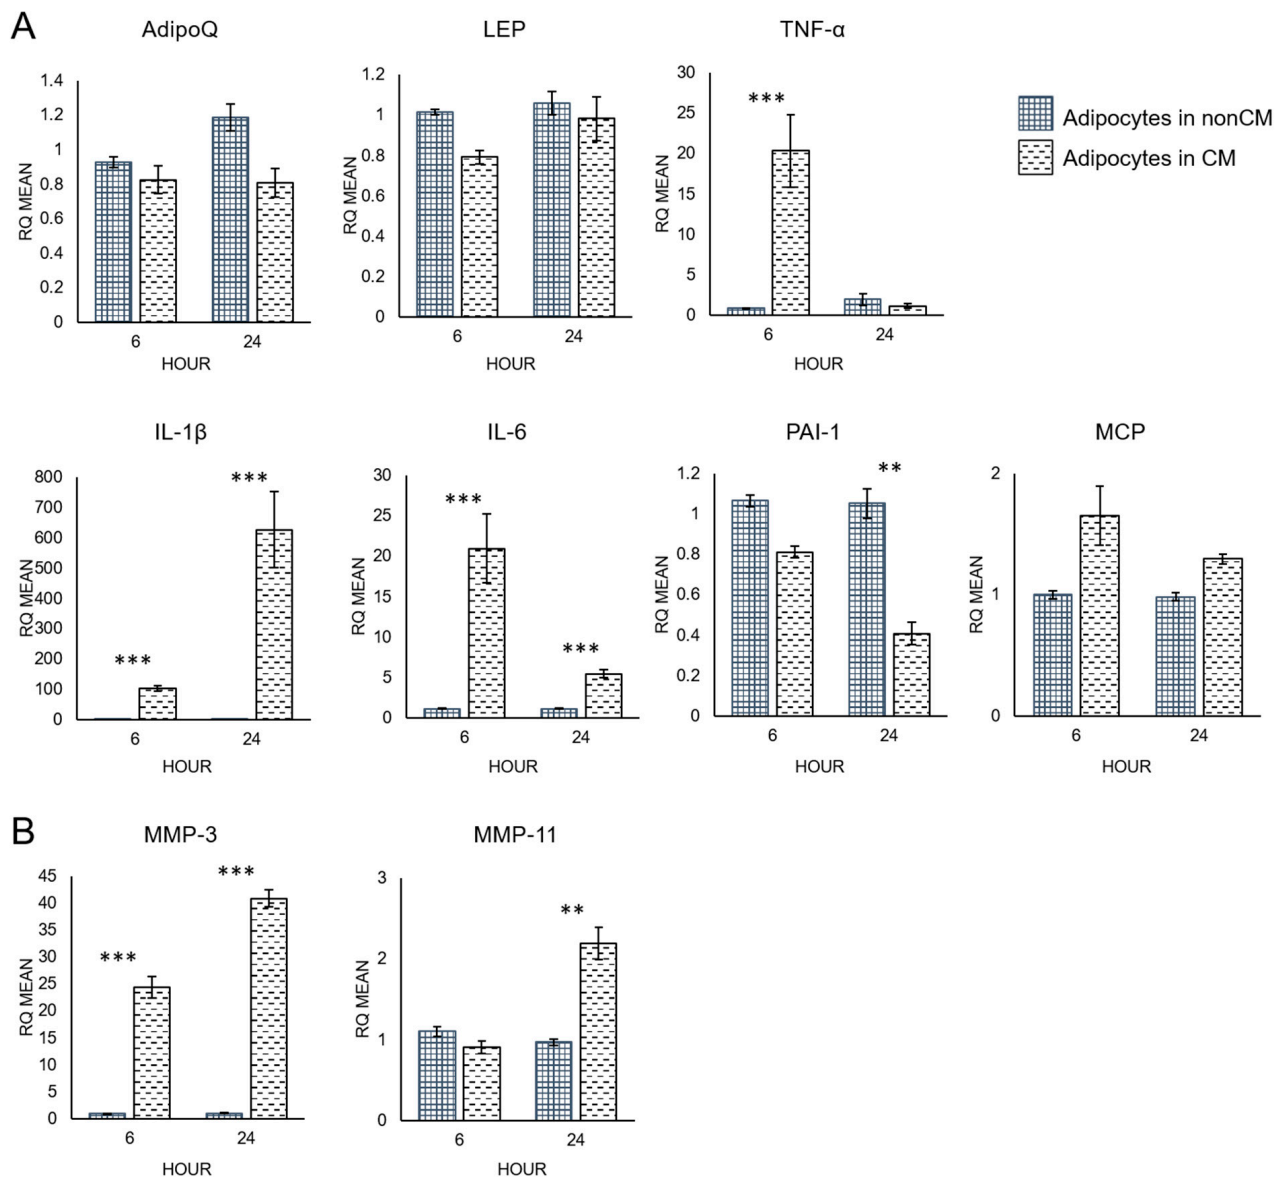 A
AdipoQ
RQ MEAN
1.4
1.2
1
0.8
0.6
0.4
0.2
0
6
24
HOUR
LEP
RQ MEAN
1.2
1
0.8
0.6
0.4
0.2
0
6
24
HOUR
TNF-α
RQ MEAN
30
25
20
15
10
5
0
***
6
24
HOUR
Adipocytes in nonCM
Adipocytes in CM
IL-1β
RQ MEAN
800
700
600
500
400
300
200
100
0
***
***
6
24
HOUR
IL-6
RQ MEAN
30
25
20
15
10
5
0
***
***
6
24
HOUR
PAI-1
RQ MEAN
1.2
1
0.8
0.6
0.4
0.2
0
**
6
24
HOUR
MCP
RQ MEAN
2
1
0
6
24
HOUR
B
MMP-3
RQ MEAN
45
40
35
30
25
20
15
10
5
0
***
***
6
24
HOUR
MMP-11
RQ MEAN
3
2
1
0
**
6
24
HOUR